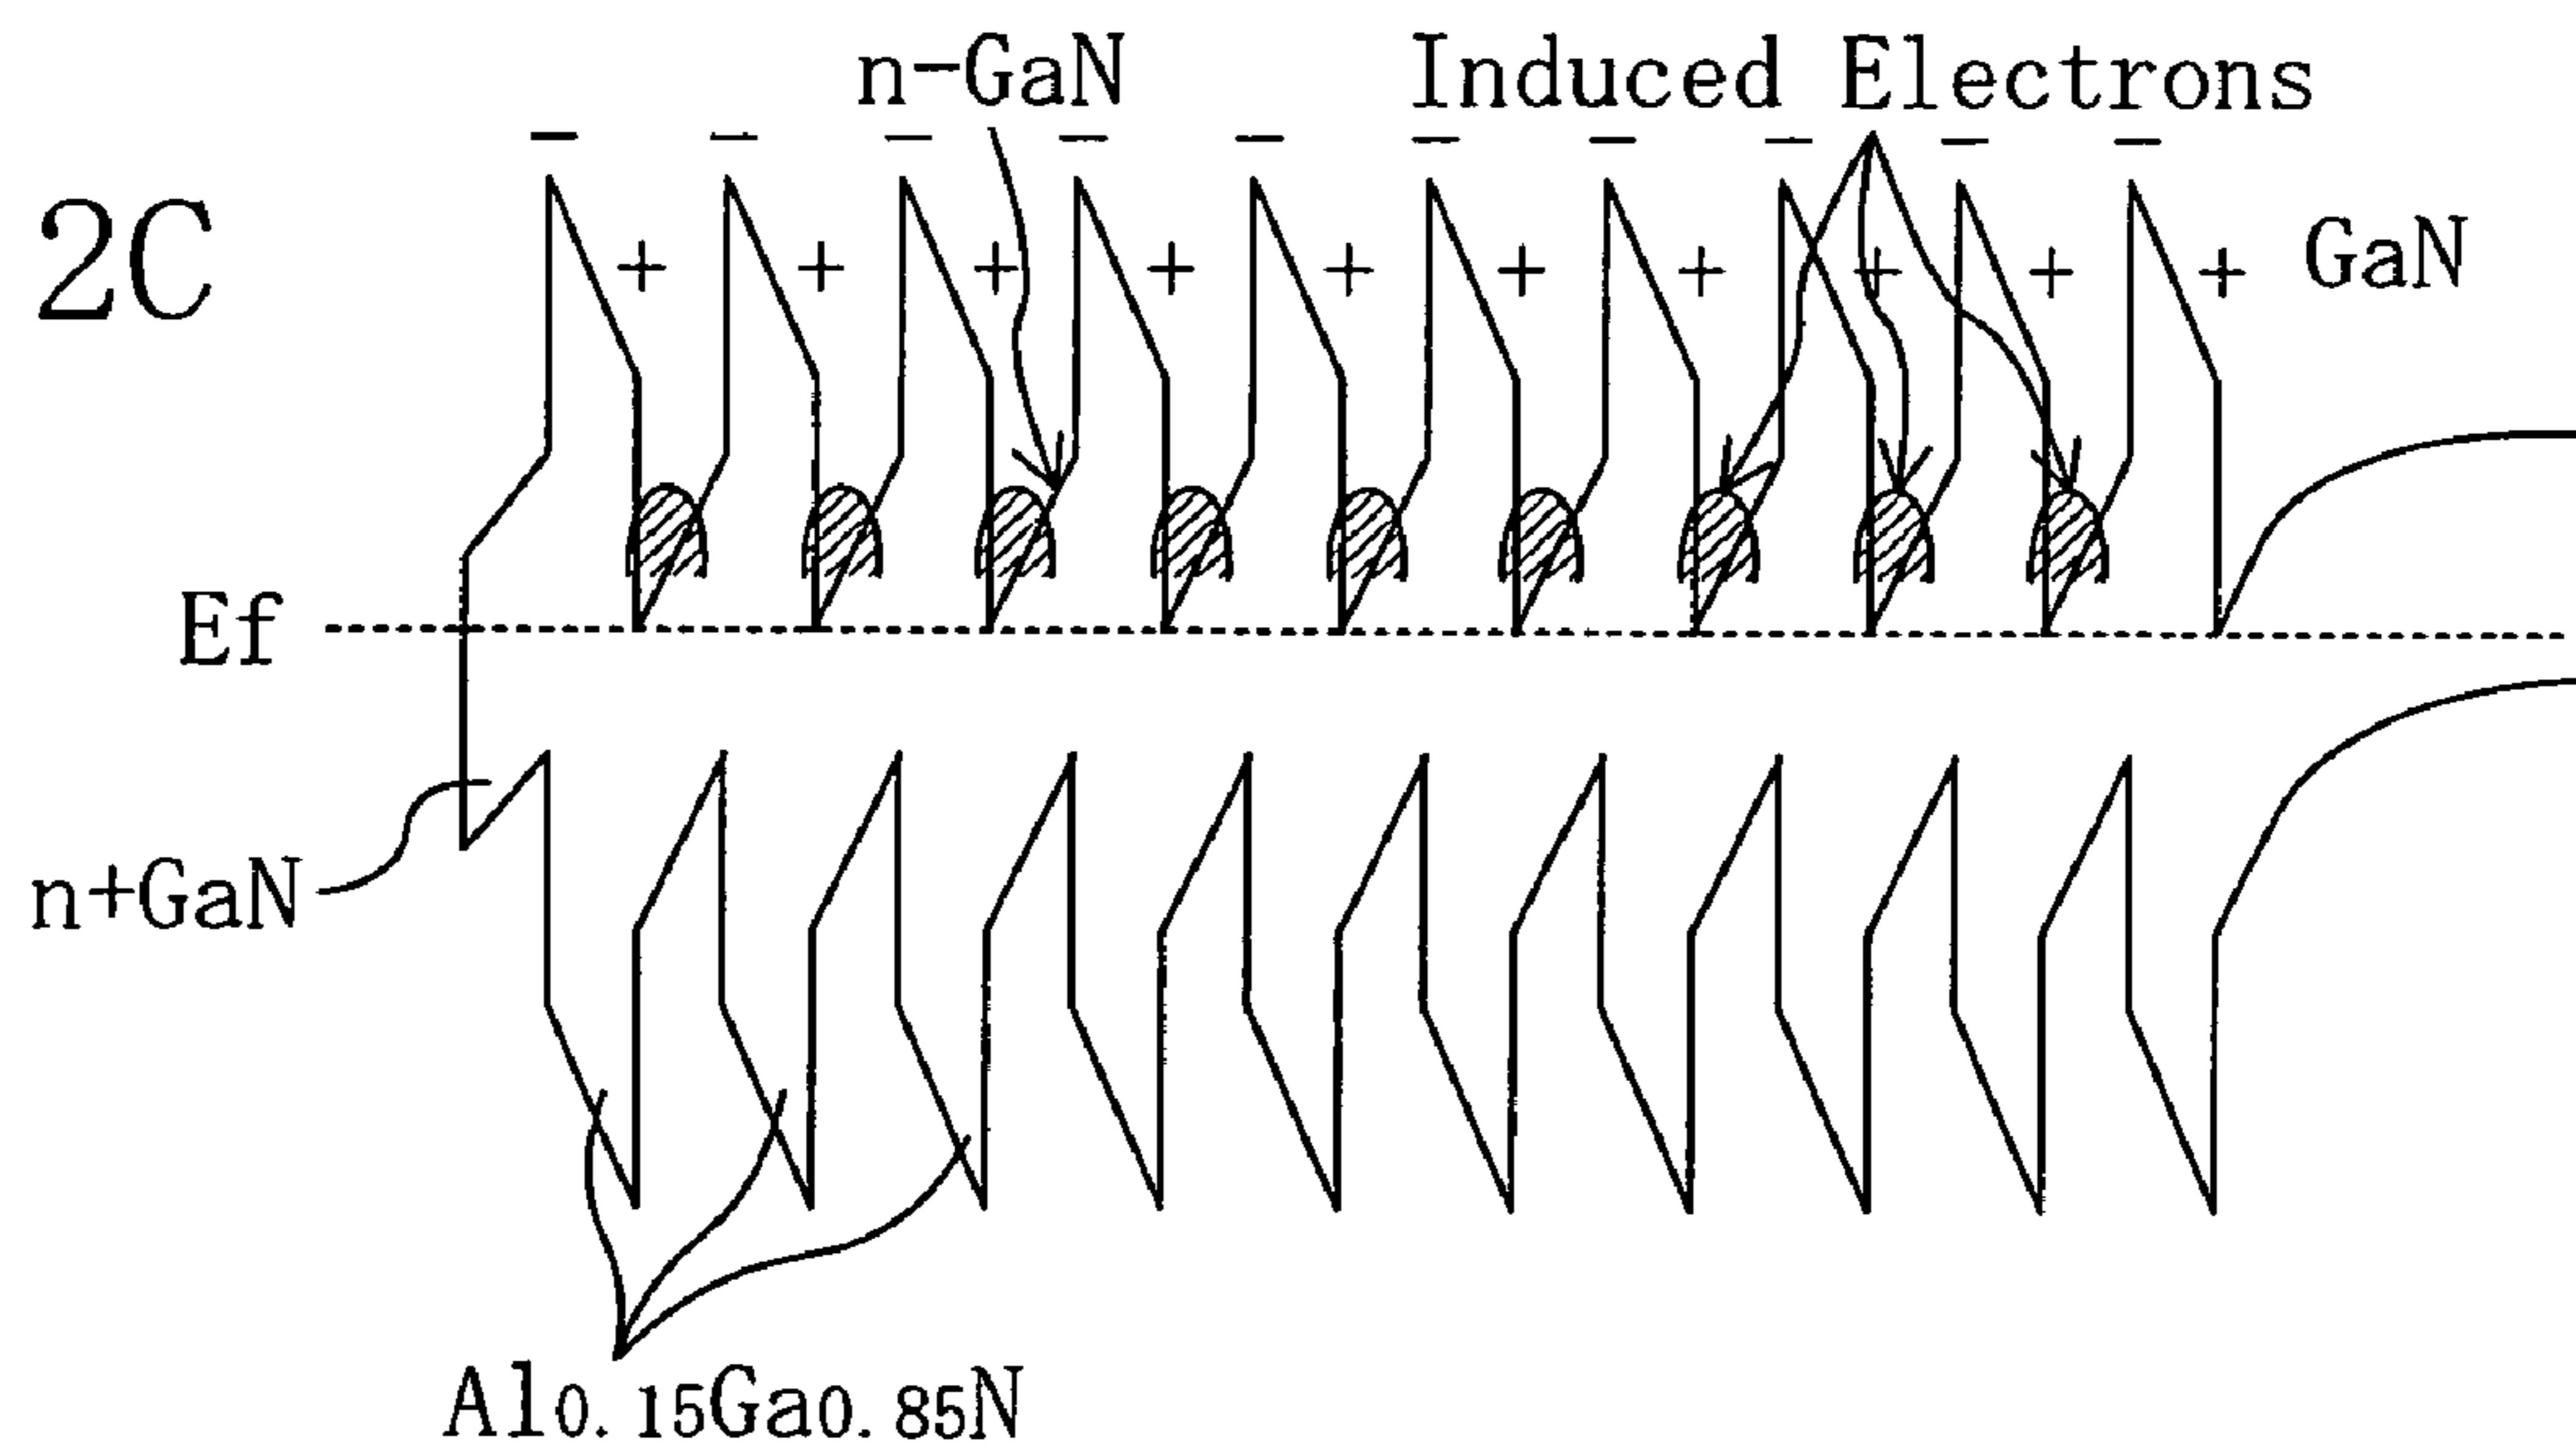 n-GaN
Induced Electrons
- - - - - - - - - -
2C
+ + + + + + + + + +
GaN
Ef
n+GaN
Al0.15Ga0.85N